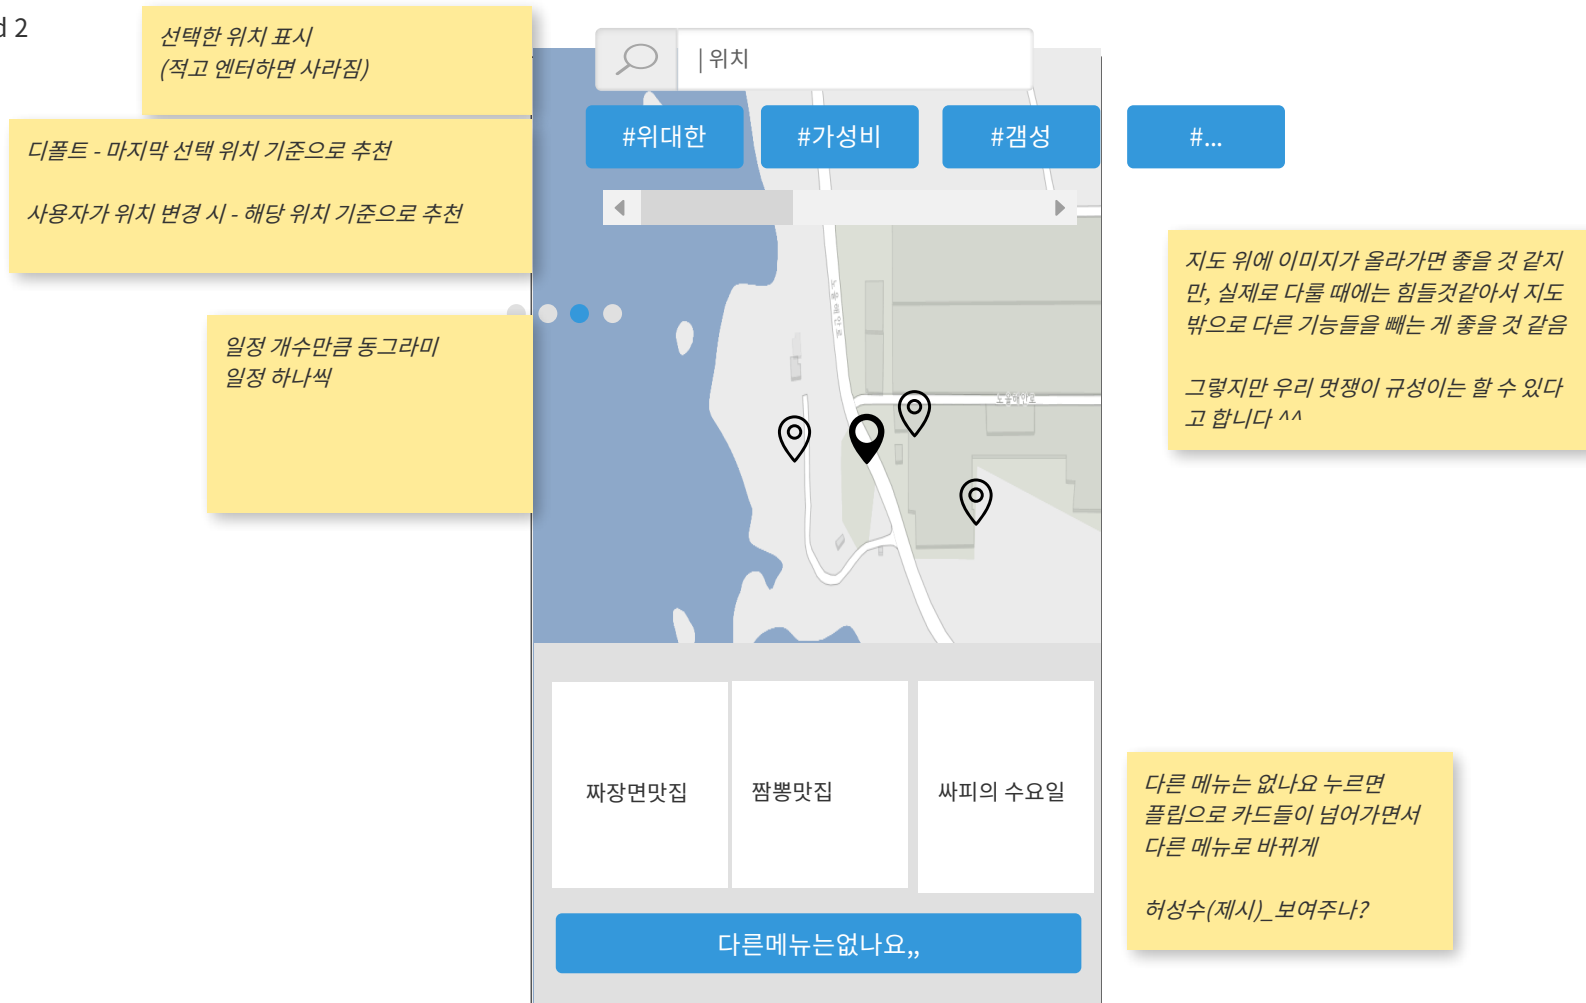 d 2
선택한 위치 표시
(적고 엔터하면 사라짐)
| 위치
#위대한
#가성비
#갬성
#...
디폴트 - 마지막 선택 위치 기준으로 추천
사용자가 위치 변경 시 - 해당 위치 기준으로 추천
지도 위에 이미지가 올라가면 좋을 것 같지
만, 실제로 다룰 때에는 힘들것같아서 지도
밖으로 다른 기능들을 빼는 게 좋을 것 같음
그렇지만 우리 멋쟁이 규성이는 할 수 있다
고 합니다 ^^
일정 개수만큼 동그라미
일정 하나씩
짜장면맛집
짬뽕맛집
싸피의 수요일
다른메뉴는없나요,,
다른 메뉴는 없나요 누르면
플립으로 카드들이 넘어가면서
다른 메뉴로 바뀌게
허성수(제시)_보여주나?